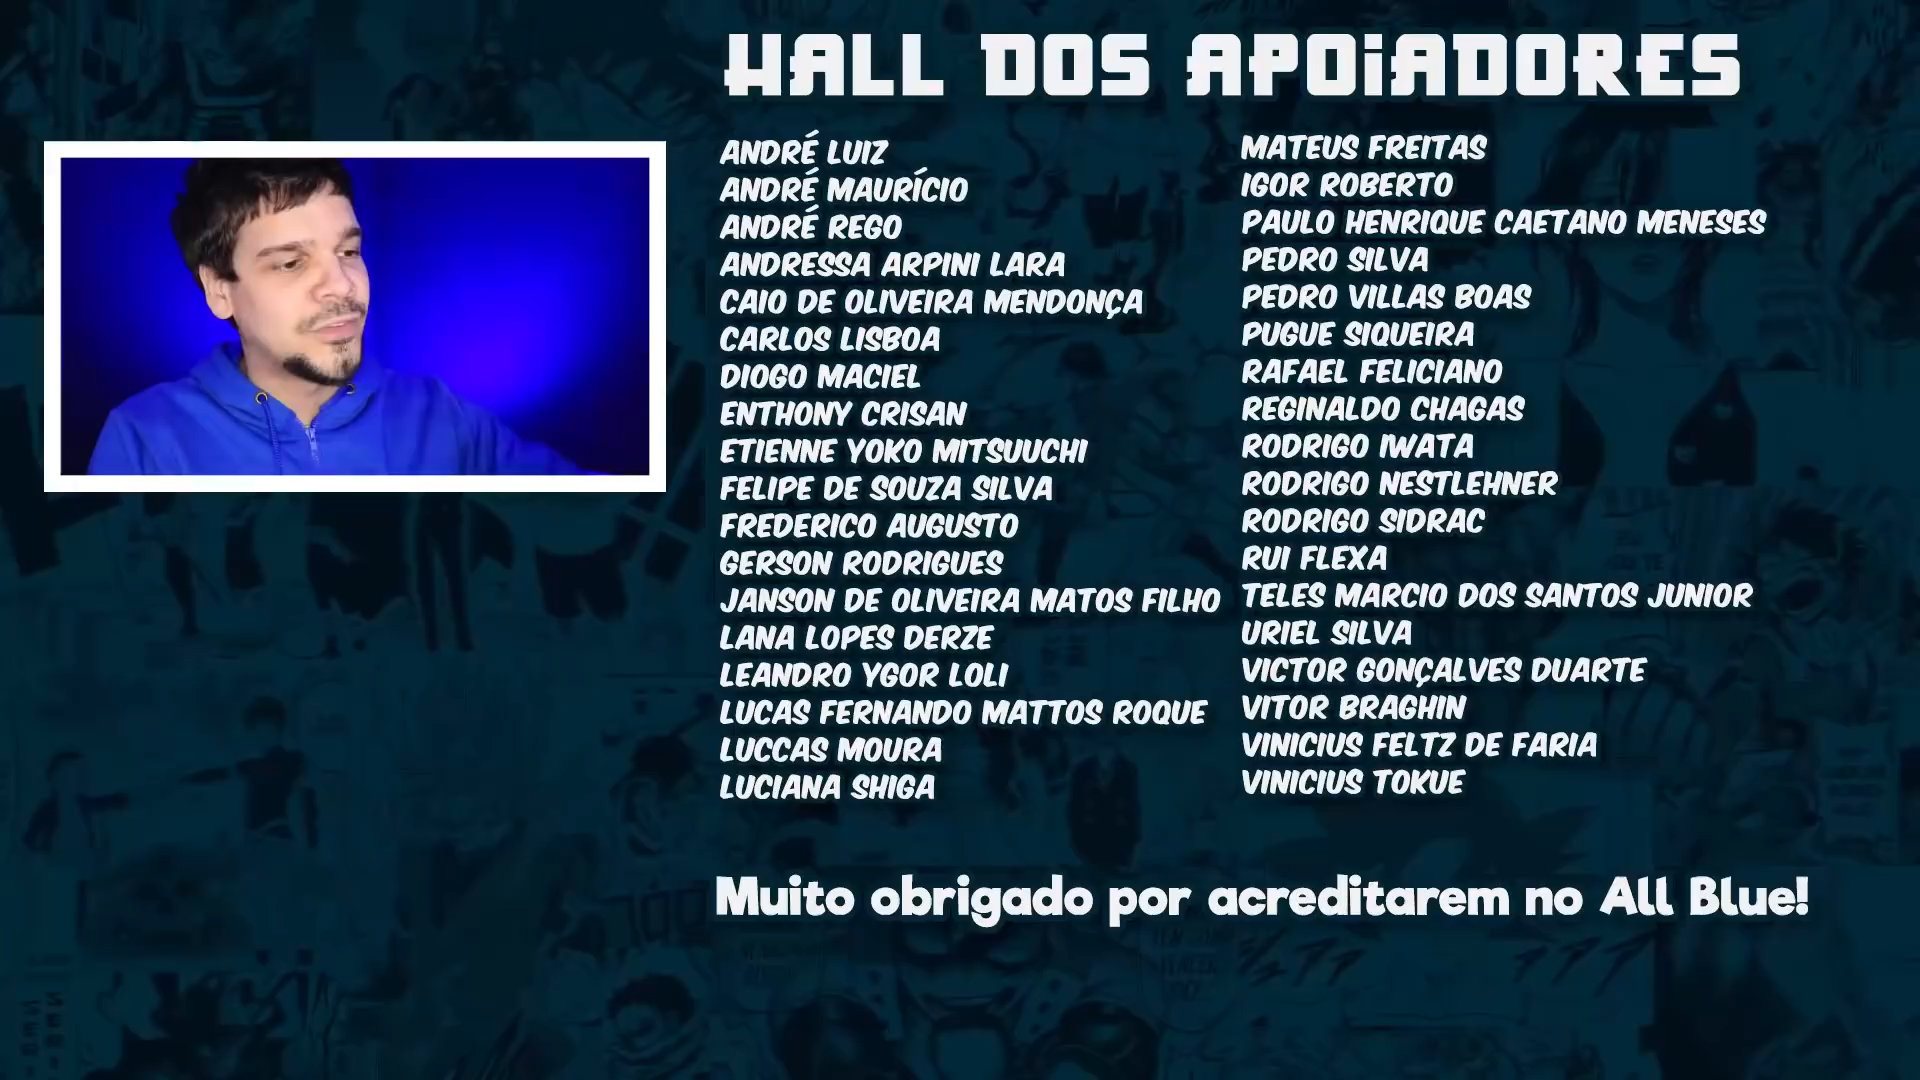 HALL DOS APOIADORES
ANDRÉ LUIZ
ANDRÉ MAURÍCIO
ANDRÉ REGO
ANDRESSA ARPINI LARA
CAIO DE OLIVEIRA MENDONÇA
CARLOS LISBOA
DIOGO MACIEL
ENTHONY CRISAN
ETIENNE YOKO MITSUUCHI
FELIPE DE SOUZA SILVA
FREDERICO AUGUSTO
GERSON RODRIGUES
JANSON DE OLIVEIRA MATOS FILHO
LANA LOPES DERZE
LEANDRO YGOR LOLI
LUCAS FERNANDO MATTOS ROQUE
LUCCAS MOURA
LUCIANA SHIGA
MATEUS FREITAS
IGOR ROBERTO
PAULO HENRIQUE CAETANO MENESES
PEDRO SILVA
PEDRO VILLAS BOAS
PUGUE SIQUEIRA
RAFAEL FELICIANO
REGINALDO CHAGAS
RODRIGO IWATA
RODRIGO NESTLEHNER
RODRIGO SIDRAC
RUI FLEXA
TELES MARCIO DOS SANTOS JUNIOR
URIEL SILVA
VICTOR GONÇALVES DUARTE
VITOR BRAGHIN
VINICIUS FELTZ DE FARIA
VINICIUS TOKUE
Muito obrigado por acreditarem no All Blue!